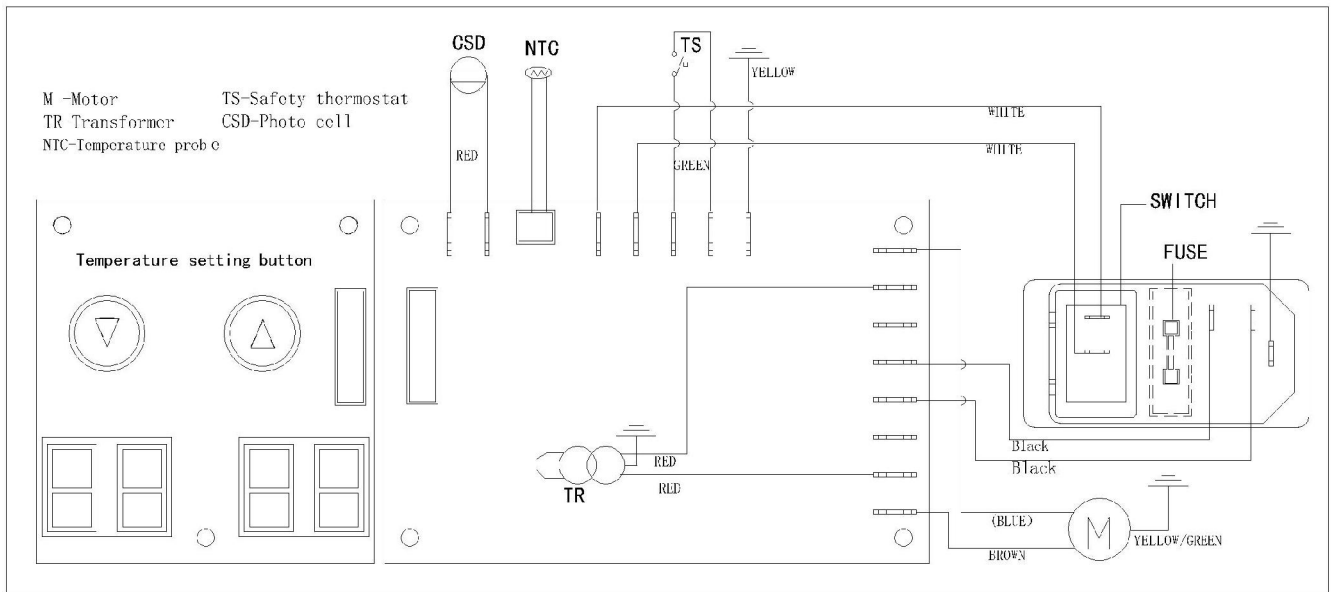 CSD
NTC
TS
YELLOW
M -Motor
TS-Safety thermostat
TR Transformer
CSD-Photo cell
NTC-Temperature probe
WHITE
RED
GREEN
WHITE
SWITCH
FUSE
Temperature setting button
RED
TR
RED
Black
Black
(BLUE)
M
YELLOW/GREEN
BROWN